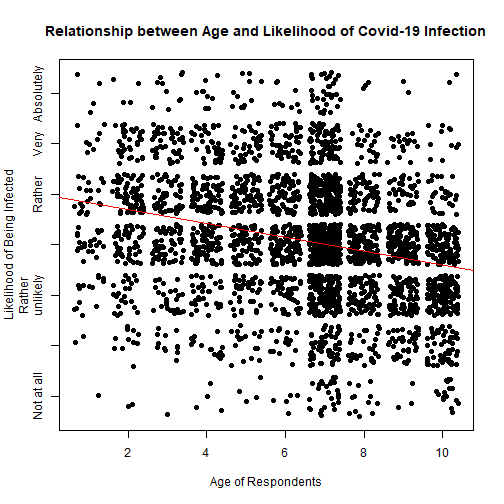 Relationship between Age and Likelihood of Covid-19 Infection
Likelihood of Being Infected
Absolutely
Very
Rather
Rather
unlikely
Not at all
2
4
6
8
10
Age of Respondents